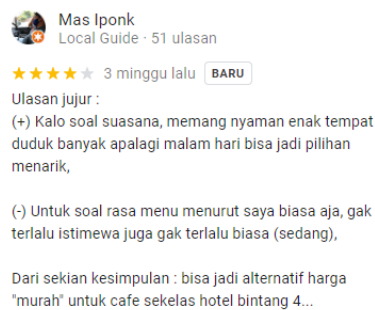 Mas Iponk
Local Guide · 51 ulasan
3 minggu lalu BARU
Ulasan jujur :
(+) Kalo soal suasana, memang nyaman enak tempat
duduk banyak apalagi malam hari bisa jadi pilihan
menarik,
(-) Untuk soal rasa menu menurut saya biasa aja, gak
terlalu istimewa juga gak terlalu biasa (sedang),
Dari sekian kesimpulan : bisa jadi alternatif harga
"murah" untuk cafe sekelas hotel bintang 4...